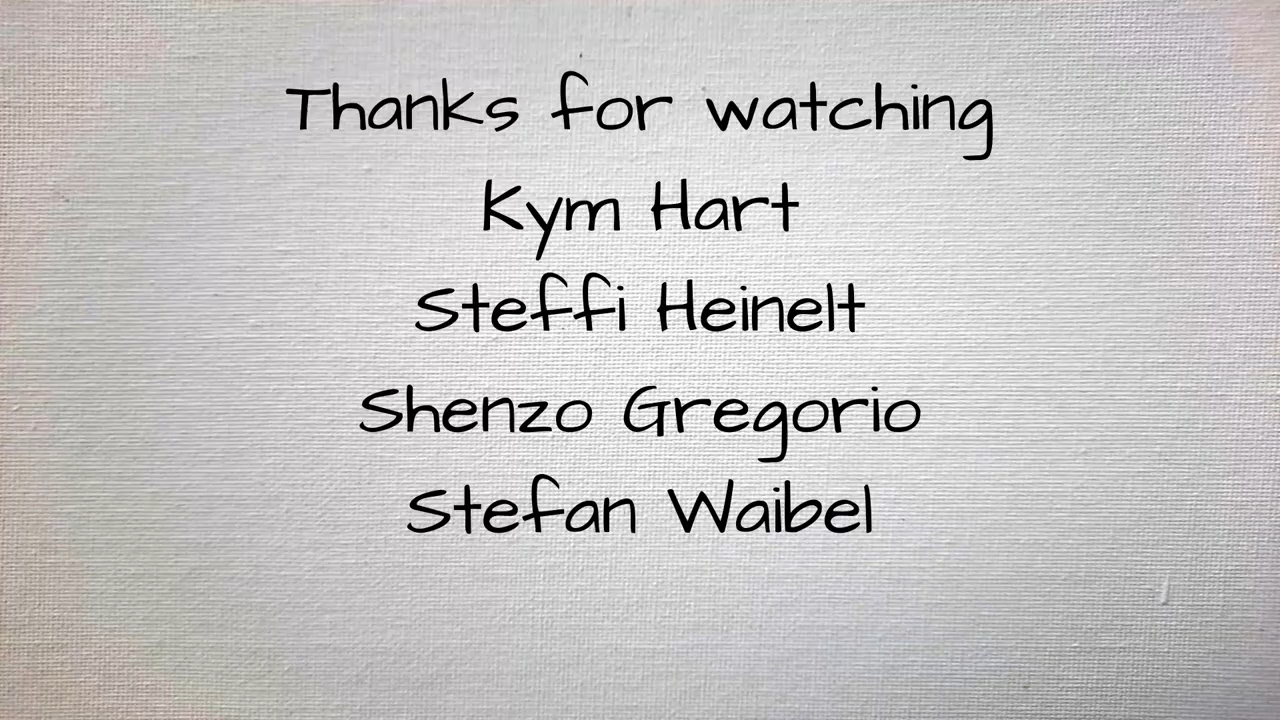 Thanks for watching
Kym Hart
Steffi Heinelt
Shenzo Gregorio
Stefan Waibel